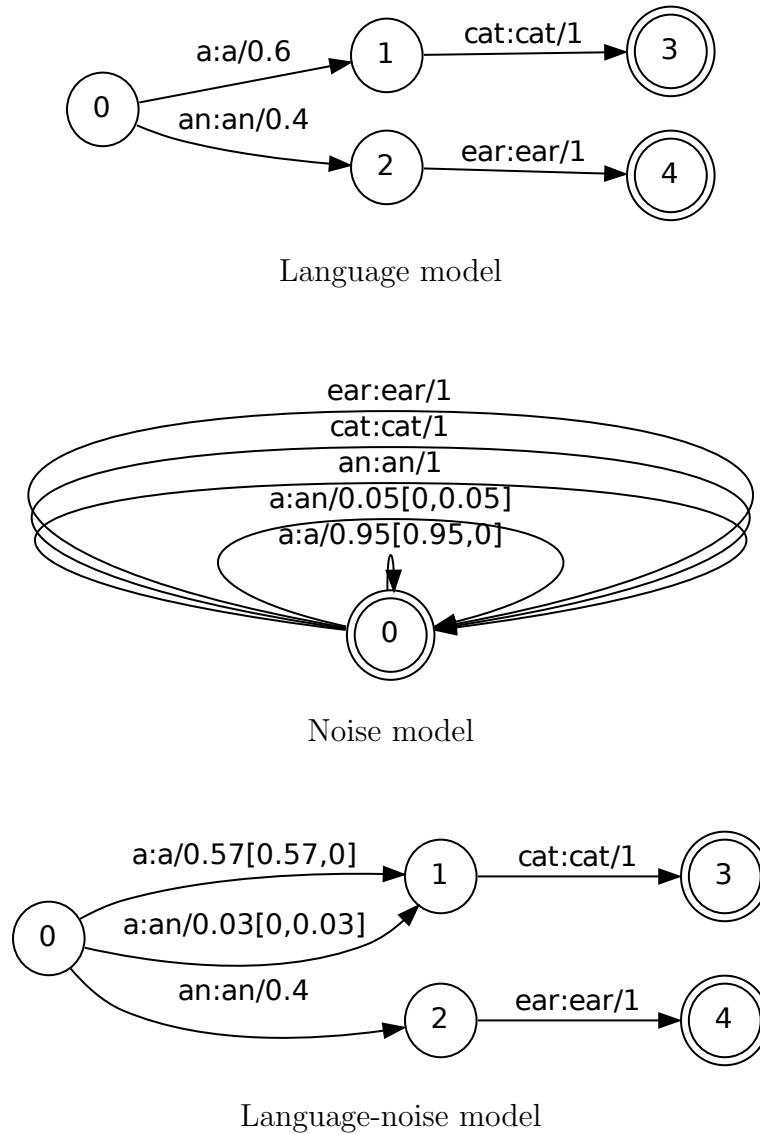 a:a/0.6
cat:cat/1
0
1
3
an:an/0.4
ear:ear/1
2
4
Language model
ear:ear/1
cat:cat/1
an:an/1
a:an/0.05[0,0.05]
a:a/0.95[0.95,0]
0
Noise model
a:a/0.57[0.57,0]
cat:cat/1
1
3
a:an/0.03[0,0.03]
0
an:an/0.4
ear:ear/1
2
4
Language-noise model